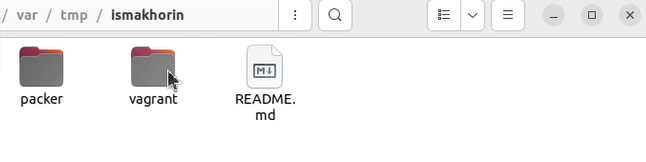 / var / tmp / ismakhorin
packer
vagrant
README.
md